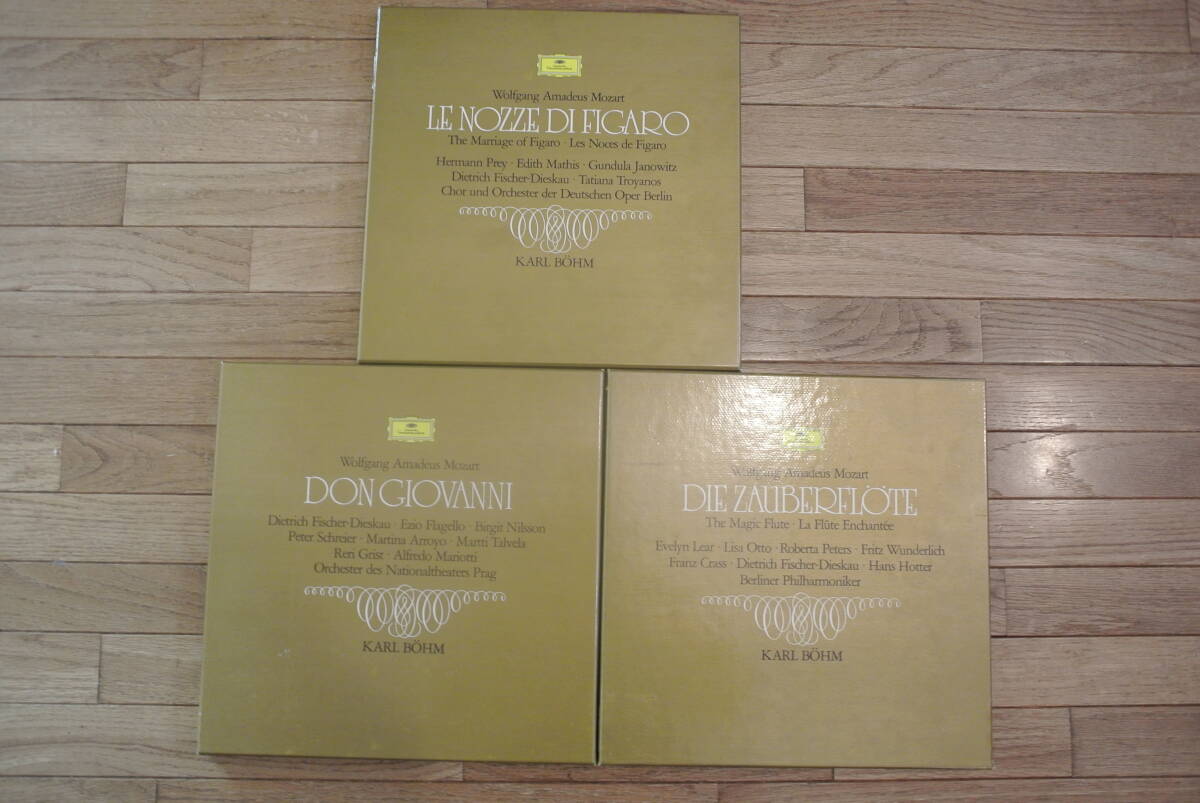 Wolfgang Amadeus Mozart
LE NOZZE DI FIGARO
The Marriage of Figaro · Les Noces de Figaro
Hermann Prey · Edith Mathis · Gundula Janowitz
Dietrich Fischer-Dieskau · Tatiana Troyanos
Chor und Orchester der Deutschen Oper Berlin
KARL BÖHM
Wolfgang Amadeus Mozart
DON GIOVANNI
Dietrich Fischer-Dieskau · Ezio Flagello · Birgit Nilsson
Peter Schreier · Martina Arroyo · Martti Talvela
Reri Grist · Alfredo Mariotti
Orchester des Nationaltheaters Prag
KARL BÖHM
Wolfgang Amadeus Mozart
DIE ZAUBERFLÖTE
The Magic Flute · La Flûte Enchantée
Evelyn Lear · Lisa Otto · Roberta Peters · Fritz Wunderlich
Franz Crass · Dietrich Fischer-Dieskau · Hans Hotter
Berliner Philharmoniker
KARL BÖHM